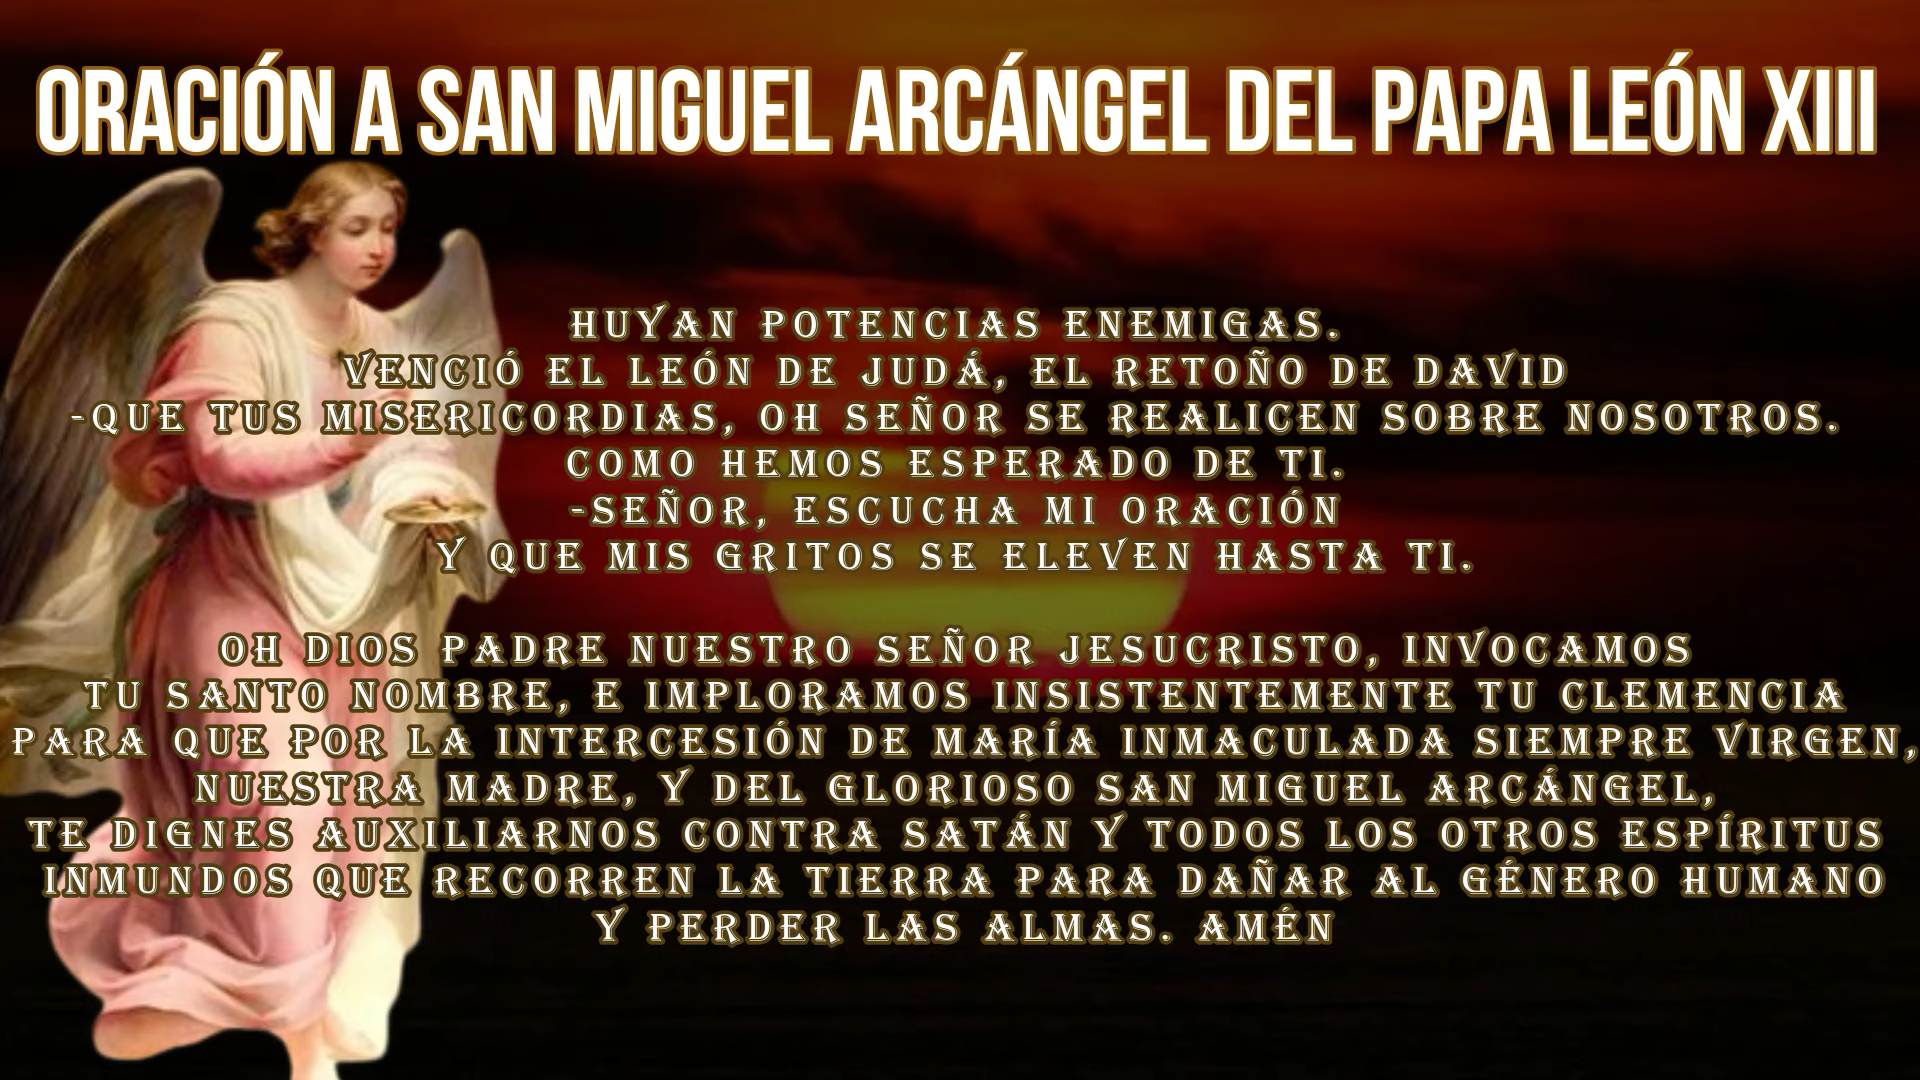 ORACIÓN A SAN MIGUEL ARCÁNGEL DEL PAPA LEÓN XIII
HUYAN POTENCIAS ENEMIGAS.
VENCIÓ EL LEÓN DE JUDÁ, EL RETOÑO DE DAVID
-QUE TUS MISERICORDIAS, OH SEÑOR SE REALICEN SOBRE NOSOTROS.
COMO HEMOS ESPERADO DE TI.
-SEÑOR, ESCUCHA MI ORACIÓN
Y QUE MIS GRITOS SE ELEVEN HASTA TI.
OH DIOS PADRE NUESTRO SEÑOR JESUCRISTO, INVOCAMOS
TU SANTO NOMBRE, E IMPLORAMOS INSISTENTEMENTE TU CLEMENCIA
PARA QUE POR LA INTERCESIÓN DE MARÍA INMACULADA SIEMPRE VIRGEN,
NUESTRA MADRE, Y DEL GLORIOSO SAN MIGUEL ARCÁNGEL,
TE DIGNES AUXILIARNOS CONTRA SATÁN Y TODOS LOS OTROS ESPÍRITUS
INMUNDOS QUE RECORREN LA TIERRA PARA DAÑAR AL GÉNERO HUMANO
Y PERDER LAS ALMAS. AMÉN